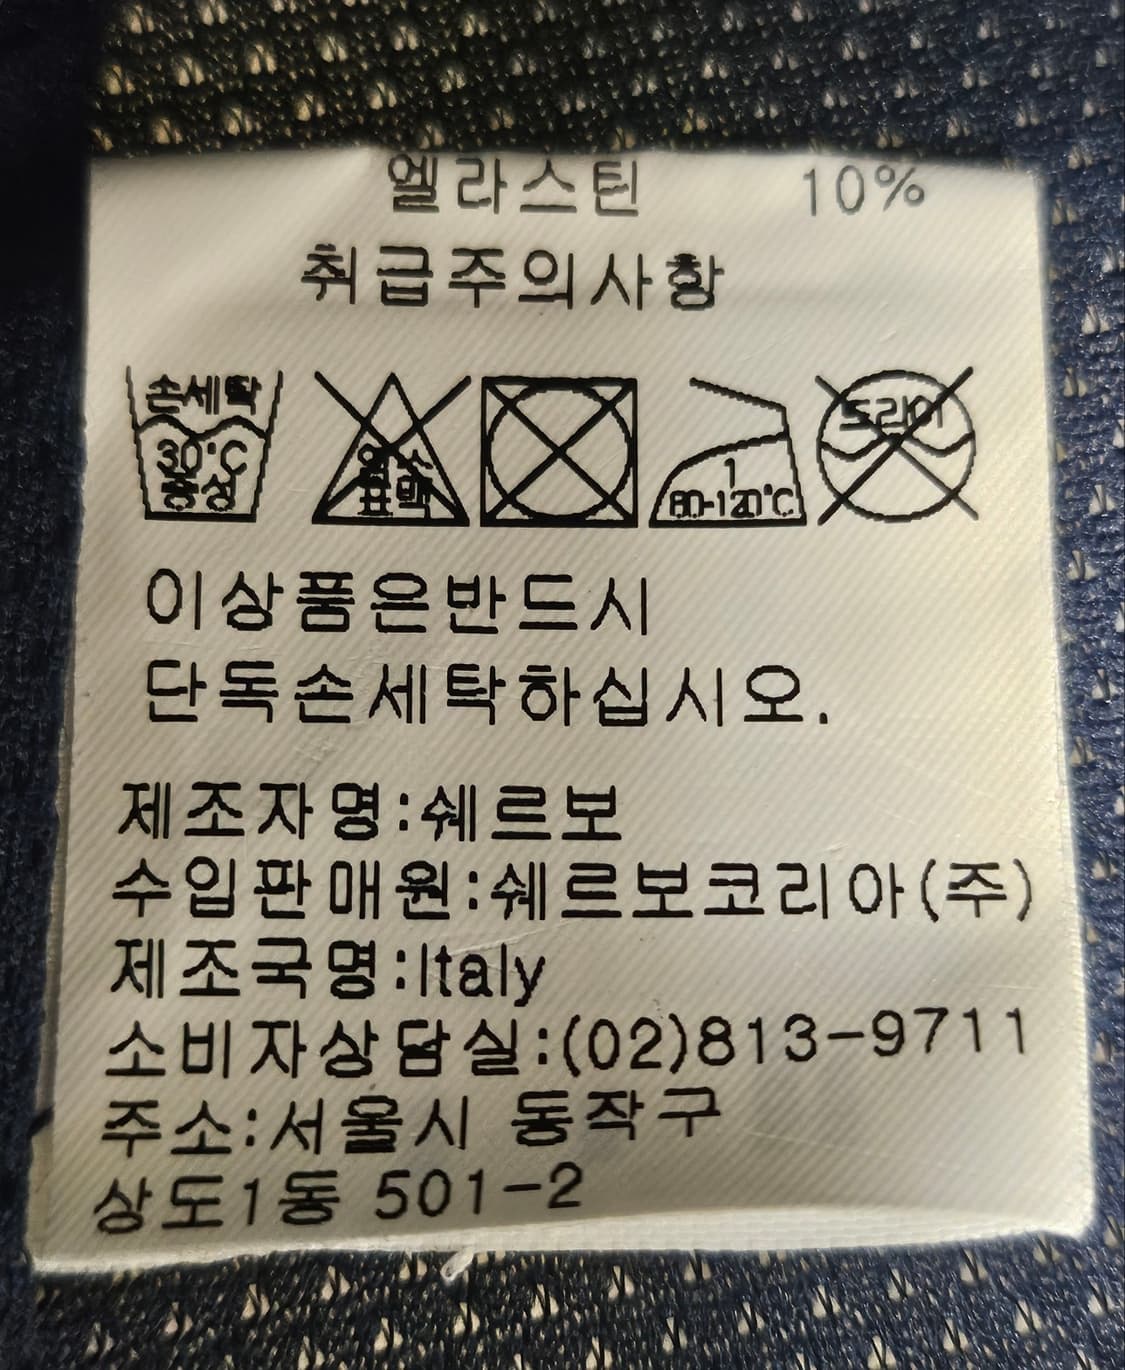 엘라스틴 10%
취급주의사항
손세탁 30°C 중성
염소 표백
1 80-120°C
드라이
이상품은반드시
단독손세탁하십시오.
제조자명:쉐르보
수입판매원:쉐르보코리아(주)
제조국명:Italy
소비자상담실:(02)813-9711
주소:서울시 동작구
상도1동 501-2